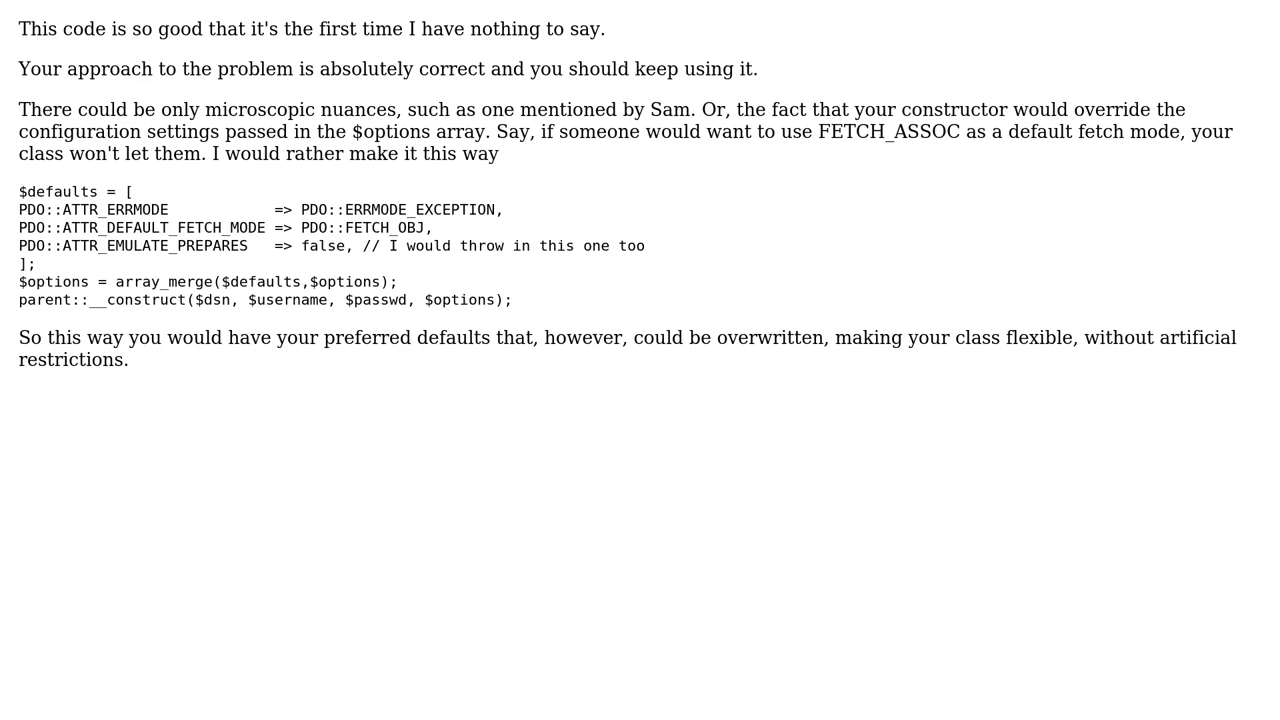 This code is so good that it's the first time I have nothing to say.
Your approach to the problem is absolutely correct and you should keep using it.
There could be only microscopic nuances, such as one mentioned by Sam. Or, the fact that your constructor would override the
configuration settings passed in the $options array. Say, if someone would want to use FETCH_ASSOC as a default fetch mode, your
class won't let them. I would rather make it this way
$defaults = [
PDO::ATTR_ERRMODE            => PDO::ERRMODE_EXCEPTION,
PDO::ATTR_DEFAULT_FETCH_MODE => PDO::FETCH_OBJ,
PDO::ATTR_EMULATE_PREPARES   => false, // I would throw in this one too
];
$options = array_merge($defaults,$options);
parent::__construct($dsn, $username, $passwd, $options);
So this way you would have your preferred defaults that, however, could be overwritten, making your class flexible, without artificial
restrictions.